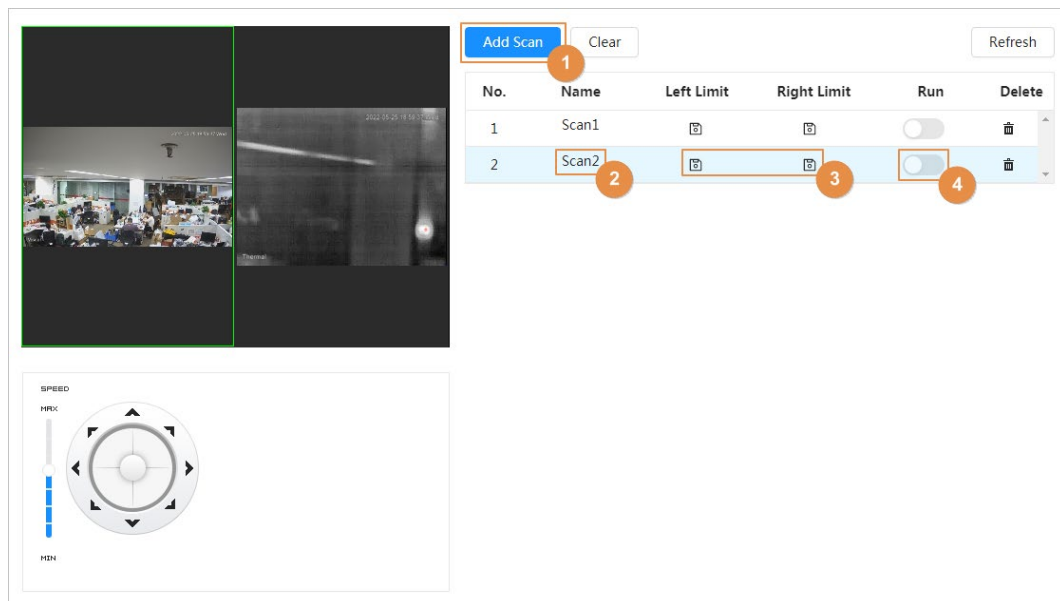 Add Scan
Clear
Refresh
1
No. Name Left Limit Right Limit Run Delete
1 Scan1
2 Scan2
2
3
4
Thermal
SPEED
MAX
MIN